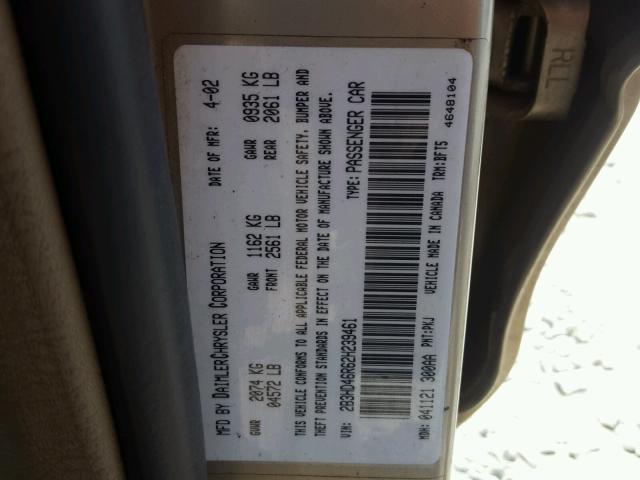 MFD BY DAIMLERCHRYSLER CORPORATION DATE OF MFR: 4-02
GVWR 2074 KG GAWR 1162 KG GAWR 0935 KG
04572 LB FRONT 2561 LB REAR 2061 LB
THIS VEHICLE CONFORMS TO ALL APPLICABLE FEDERAL MOTOR VEHICLE SAFETY, BUMPER AND
THEFT PREVENTION STANDARDS IN EFFECT ON THE DATE OF MANUFACTURE SHOWN ABOVE.
VIN: 2B3HD46R62H239461 TYPE: PASSENGER CAR
MDH: 041121 300AA PNT: PKJ VEHICLE MADE IN CANADA TRM: BFT5
4648104
RLL